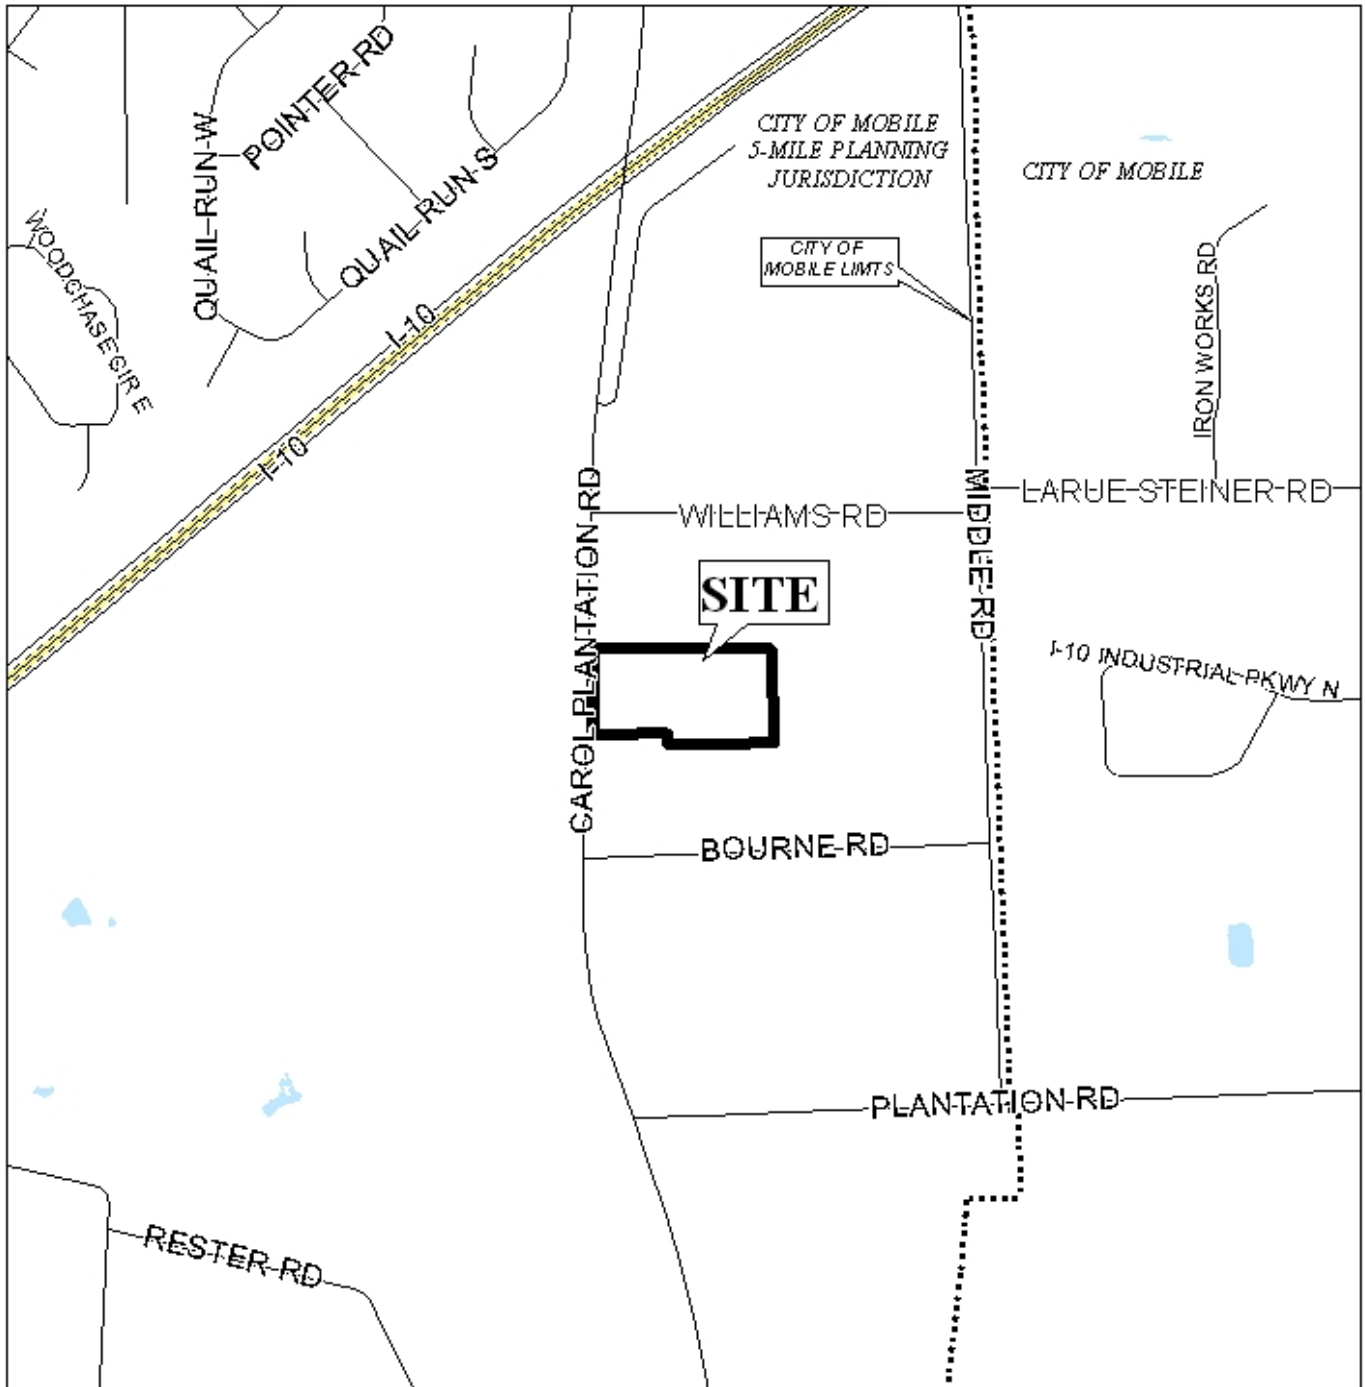 POINTER RD
QUAIL RUN W
QUAIL RUN S
WOODCHASE CIR E
I-10
I-10
CITY OF MOBILE
5-MILE PLANNING
JURISDICTION
CITY OF MOBILE
CITY OF
MOBILE LIMTS
IRON WORKS RD
LARUE STEINER RD
WILLIAMS RD
MIDDLE RD
CAROL PLANTATION RD
SITE
I-10 INDUSTRIAL PKWY N
BOURNE RD
PLANTATION RD
RESTER RD